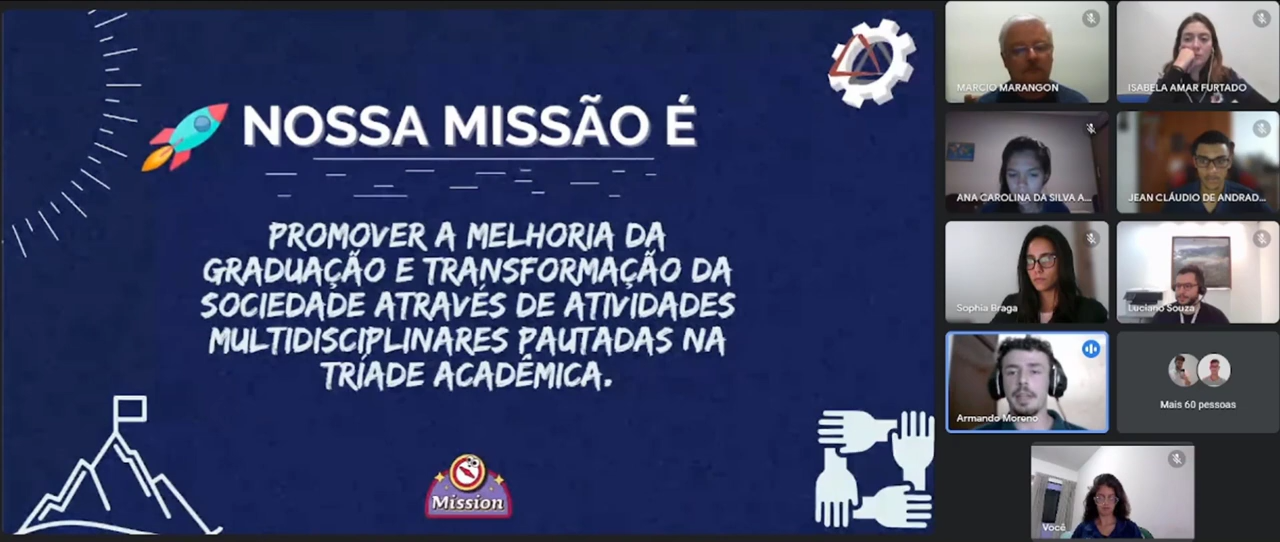 NOSSA MISSÃO É
PROMOVER A MELHORIA DA
GRADUAÇÃO E TRANSFORMAÇÃO DA
SOCIEDADE ATRAVÉS DE ATIVIDADES
MULTIDISCIPLINARES PAUTADAS NA
TRÍADE ACADÊMICA.
Mission
MARCIO MARANGON
ISABELA AMAR FURTADO
ANA CAROLINA DA SILVA A...
JEAN CLÁUDIO DE ANDRAD...
Sophia Braga
Luciano Souza
Armando Moreno
Mais 60 pessoas
Você